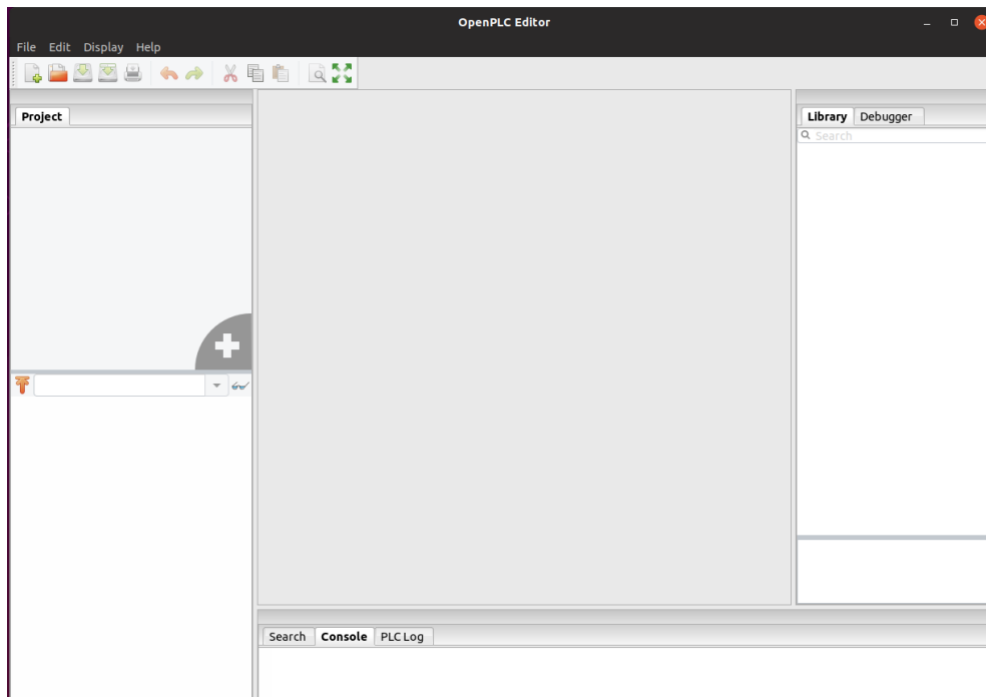 OpenPLC Editor
File Edit Display Help
Project
Library Debugger
Search
Search Console PLC Log